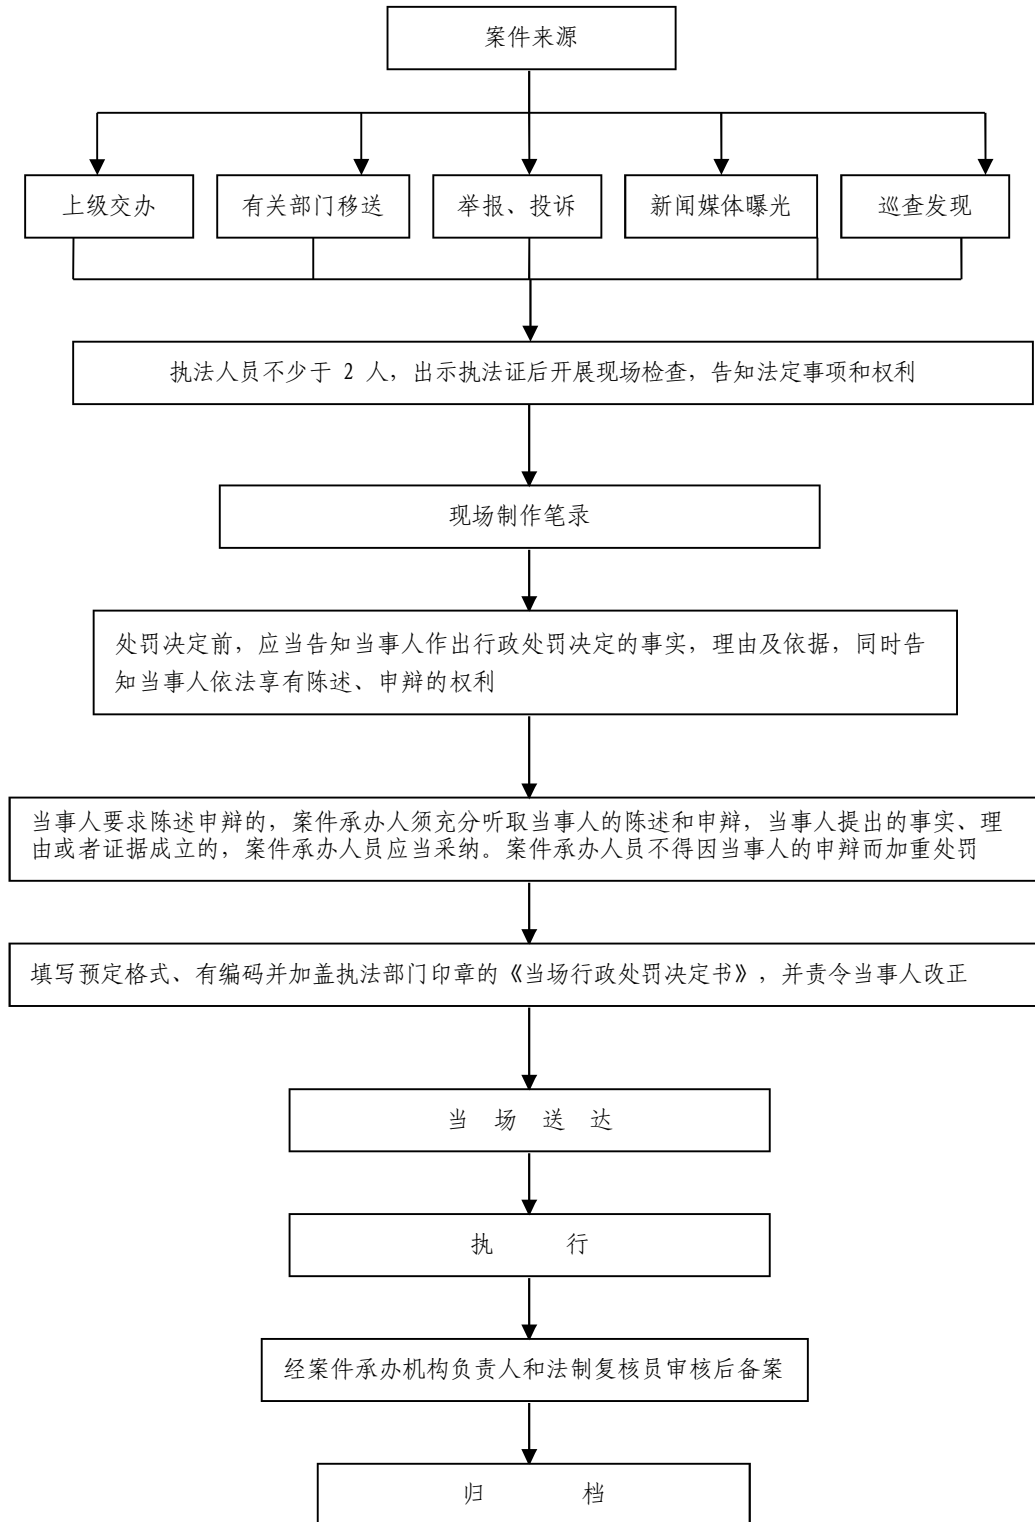 案件来源
上级交办
有关部门移送
举报、投诉
新闻媒体曝光
巡查发现
执法人员不少于 2 人，出示执法证后开展现场检查，告知法定事项和权利
现场制作笔录
处罚决定前，应当告知当事人作出行政处罚决定的事实，理由及依据，同时告
知当事人依法享有陈述、申辩的权利
当事人要求陈述申辩的，案件承办人须充分听取当事人的陈述和申辩，当事人提出的事实、理
由或者证据成立的，案件承办人员应当采纳。案件承办人员不得因当事人的申辩而加重处罚
填写预定格式、有编码并加盖执法部门印章的《当场行政处罚决定书》，并责令当事人改正
当 场 送 达
执 行
经案件承办机构负责人和法制复核员审核后备案
归 档